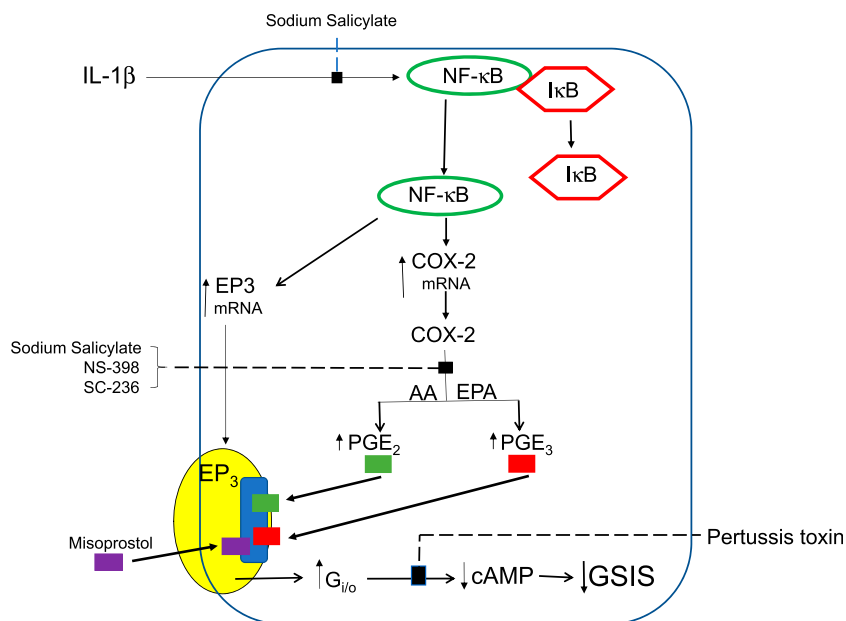 Sodium Salicylate
IL-1β
NF-κB
IκB
IκB
NF-κB
COX-2
mRNA
EP3
mRNA
COX-2
Sodium Salicylate
NS-398
SC-236
AA EPA
PGE2
PGE3
EP3
Misoprostol
Pertussis toxin
Gi/o
cAMP
GSIS